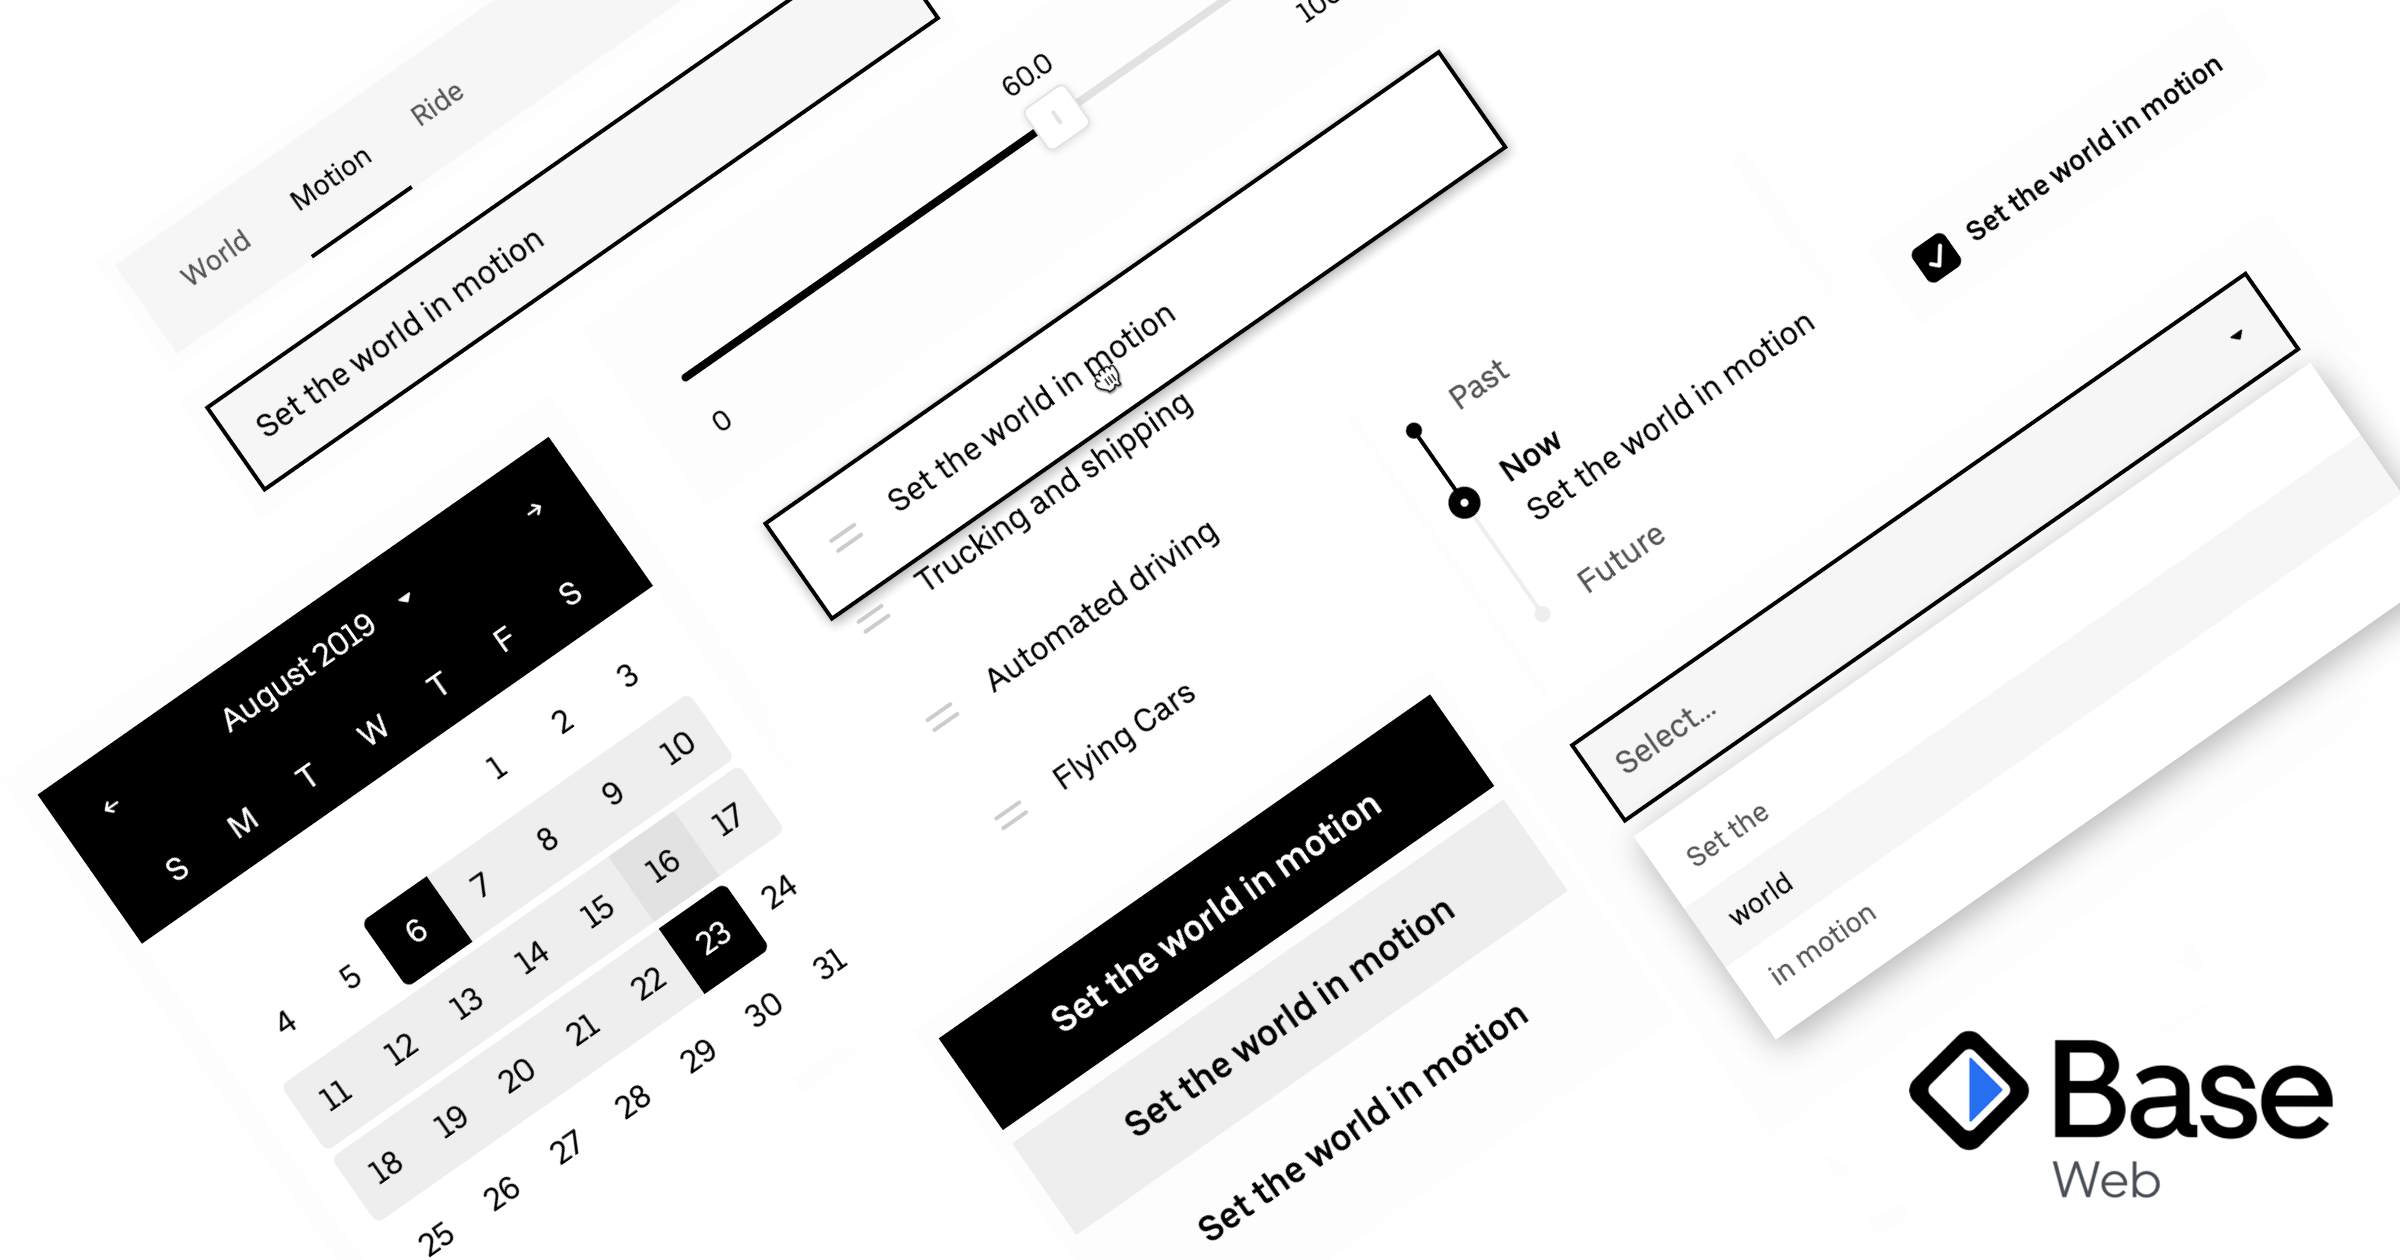 World Motion Ride
Set the world in motion
60.0
0
Set the world in motion
Trucking and shipping
Automated driving
Flying Cars
August 2019
S M T W T F S
1 2 3
4 5 6 7 8 9 10
11 12 13 14 15 16 17
18 19 20 21 22 23 24
25 26 27 28 29 30 31
Set the world in motion
Set the world in motion
Set the world in motion
Past
Now
Set the world in motion
Future
Set the world in motion
Select...
Set the
world
in motion
Base
Web